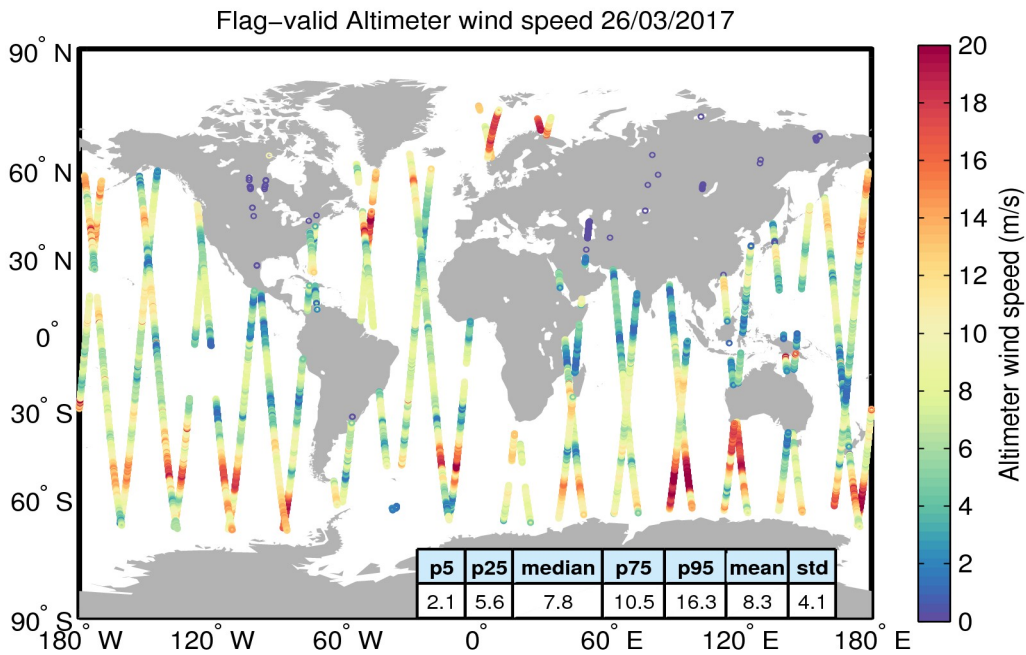 Flag−valid Altimeter wind speed 26/03/2017
90° N
60° N
30° N
0°
30° S
60° S
90° S
180° W
120° W
60° W
0°
60° E
120° E
180° E
p5 p25 median p75 p95 mean std
2.1 5.6 7.8 10.5 16.3 8.3 4.1
20
18
16
14
12
10
8
6
4
2
0
Altimeter wind speed (m/s)